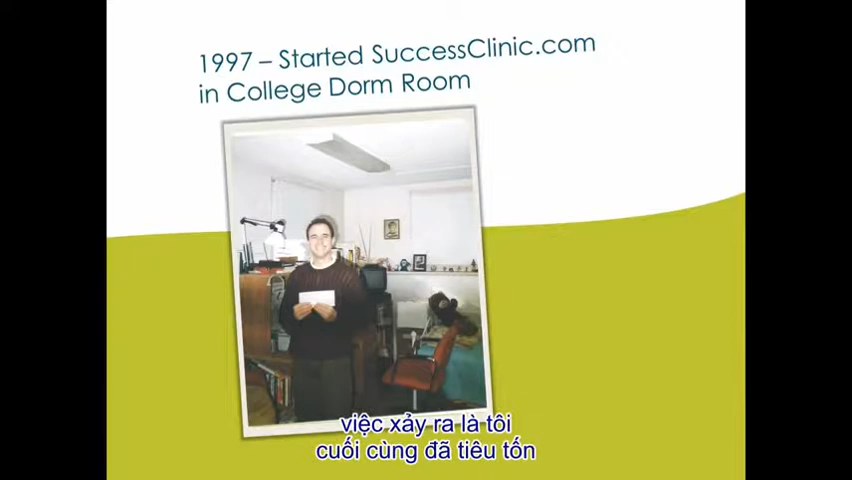 1997 – Started SuccessClinic.com
in College Dorm Room
việc xảy ra là tôi
cuối cùng đã tiêu tốn